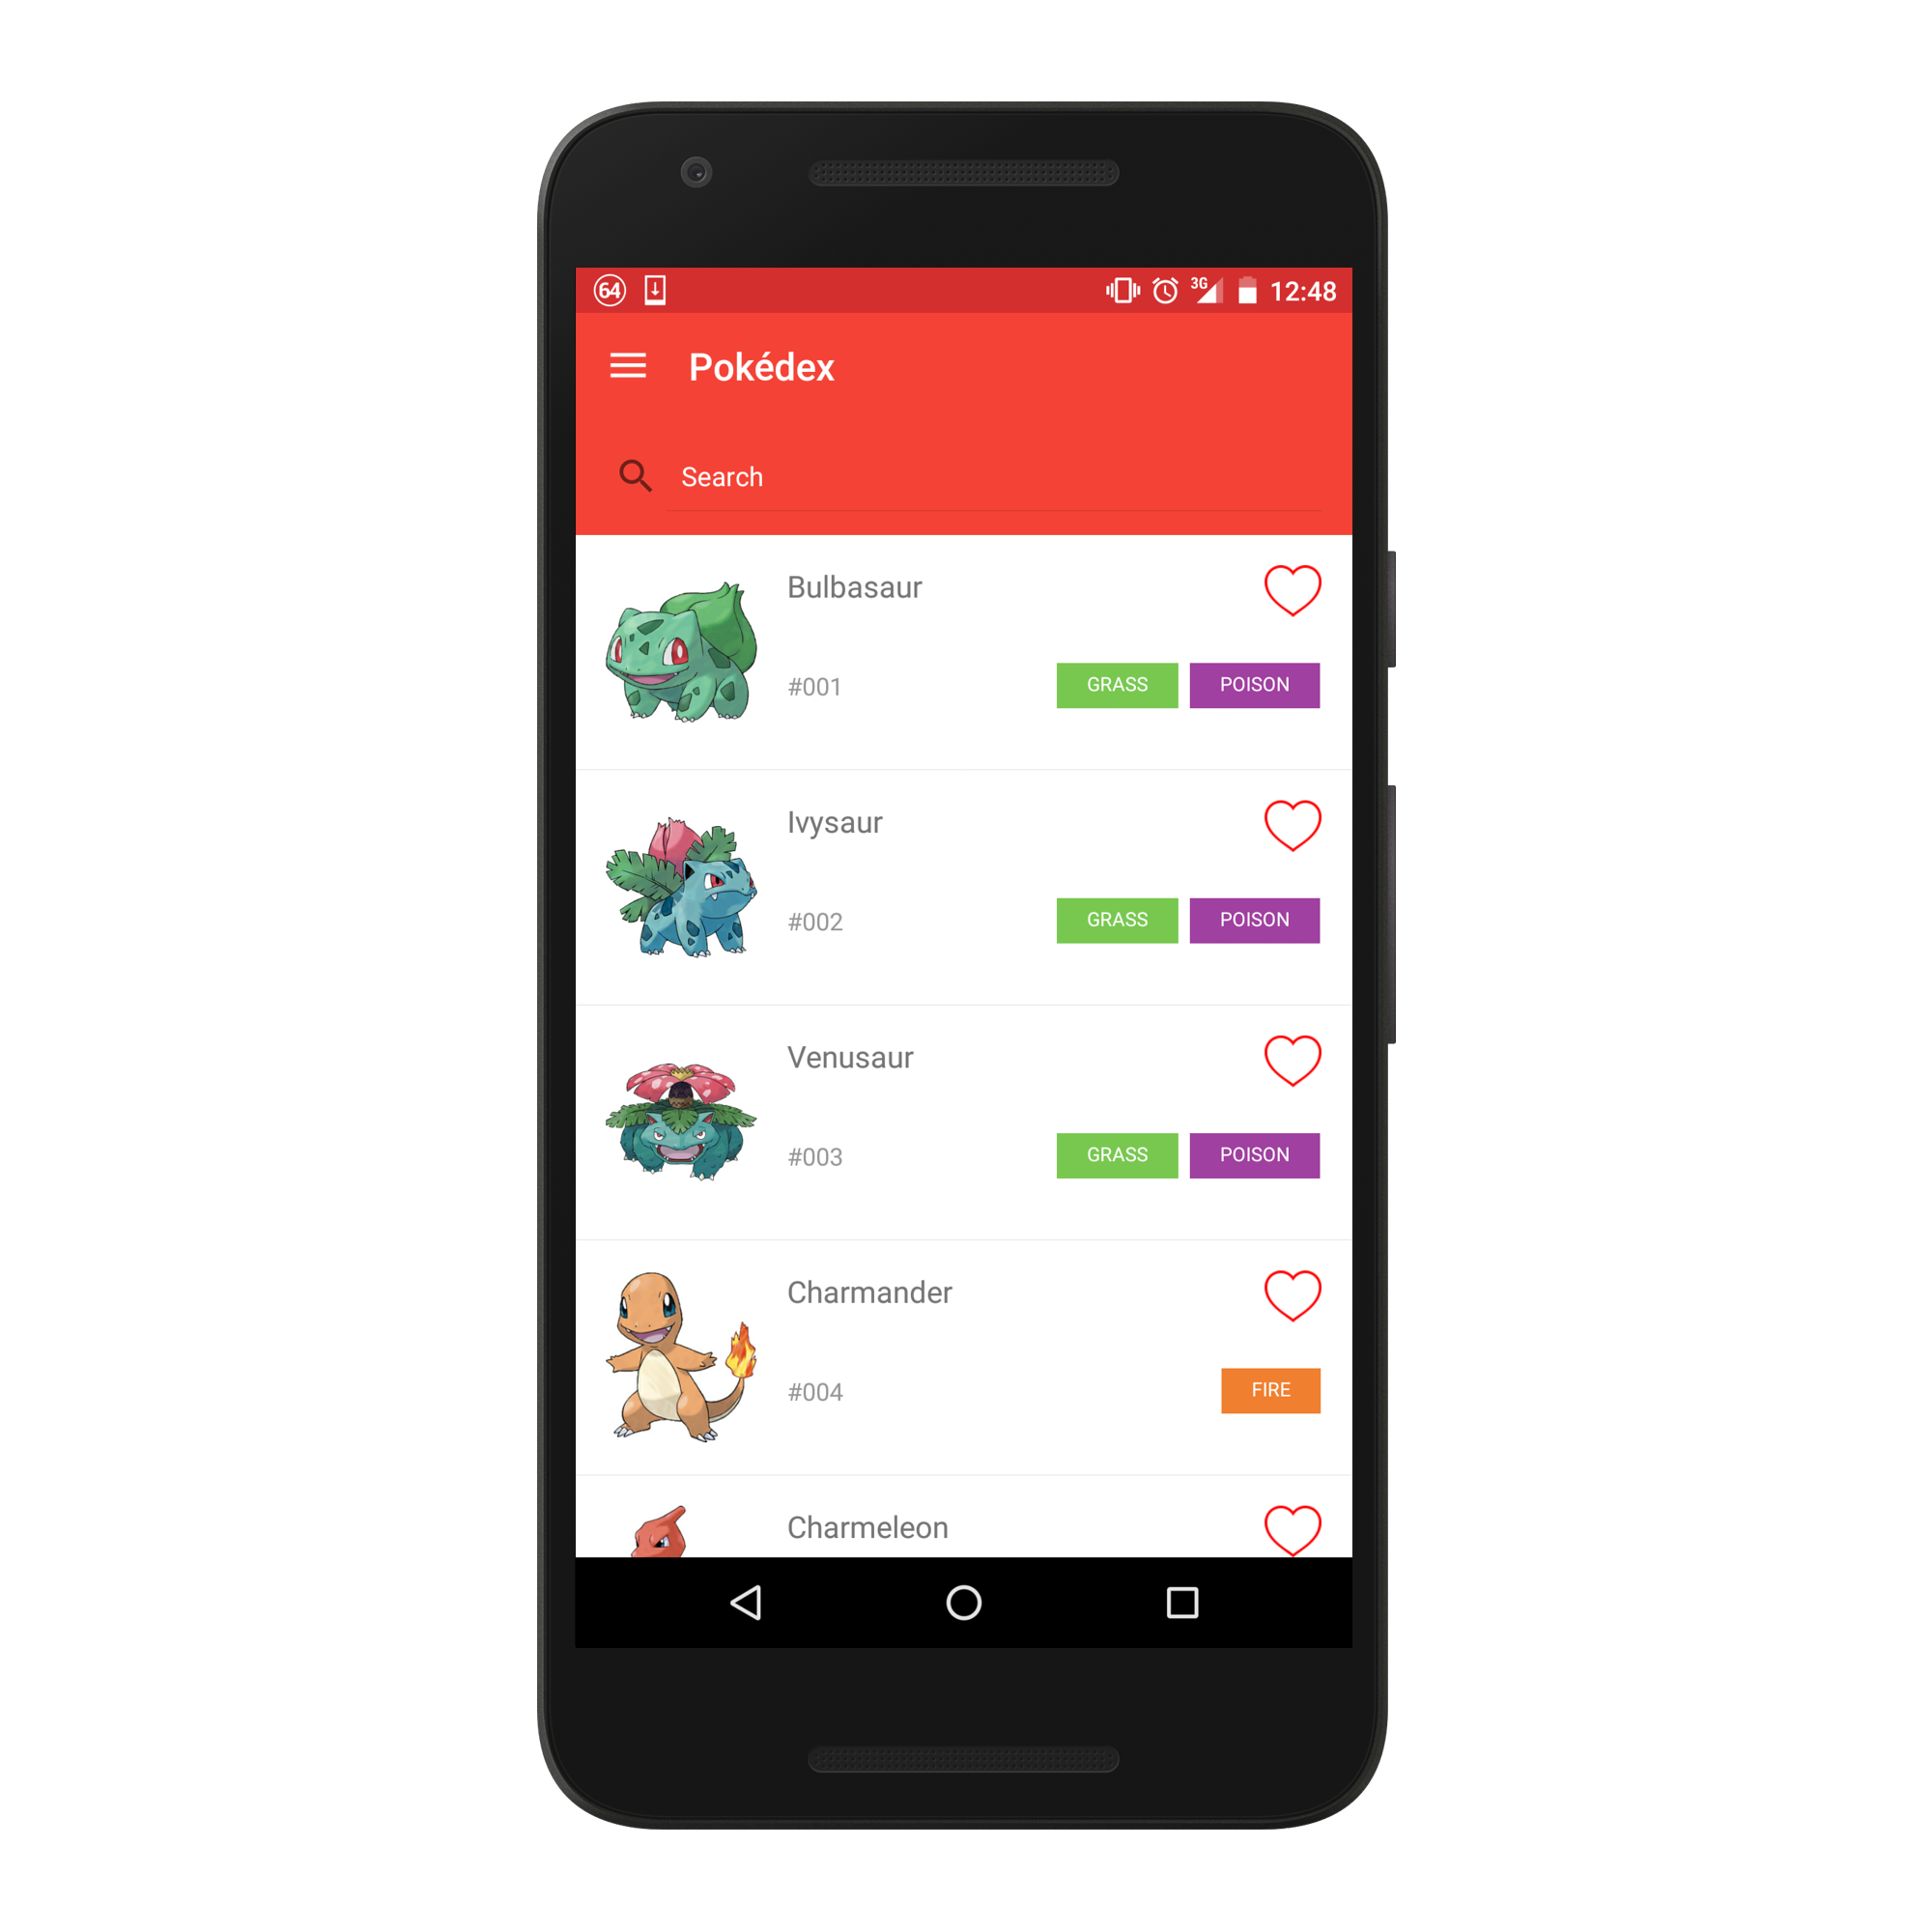 64 3G 12:48
Pokédex
Search
Bulbasaur
#001 GRASS POISON
Ivysaur
#002 GRASS POISON
Venusaur
#003 GRASS POISON
Charmander
#004 FIRE
Charmeleon